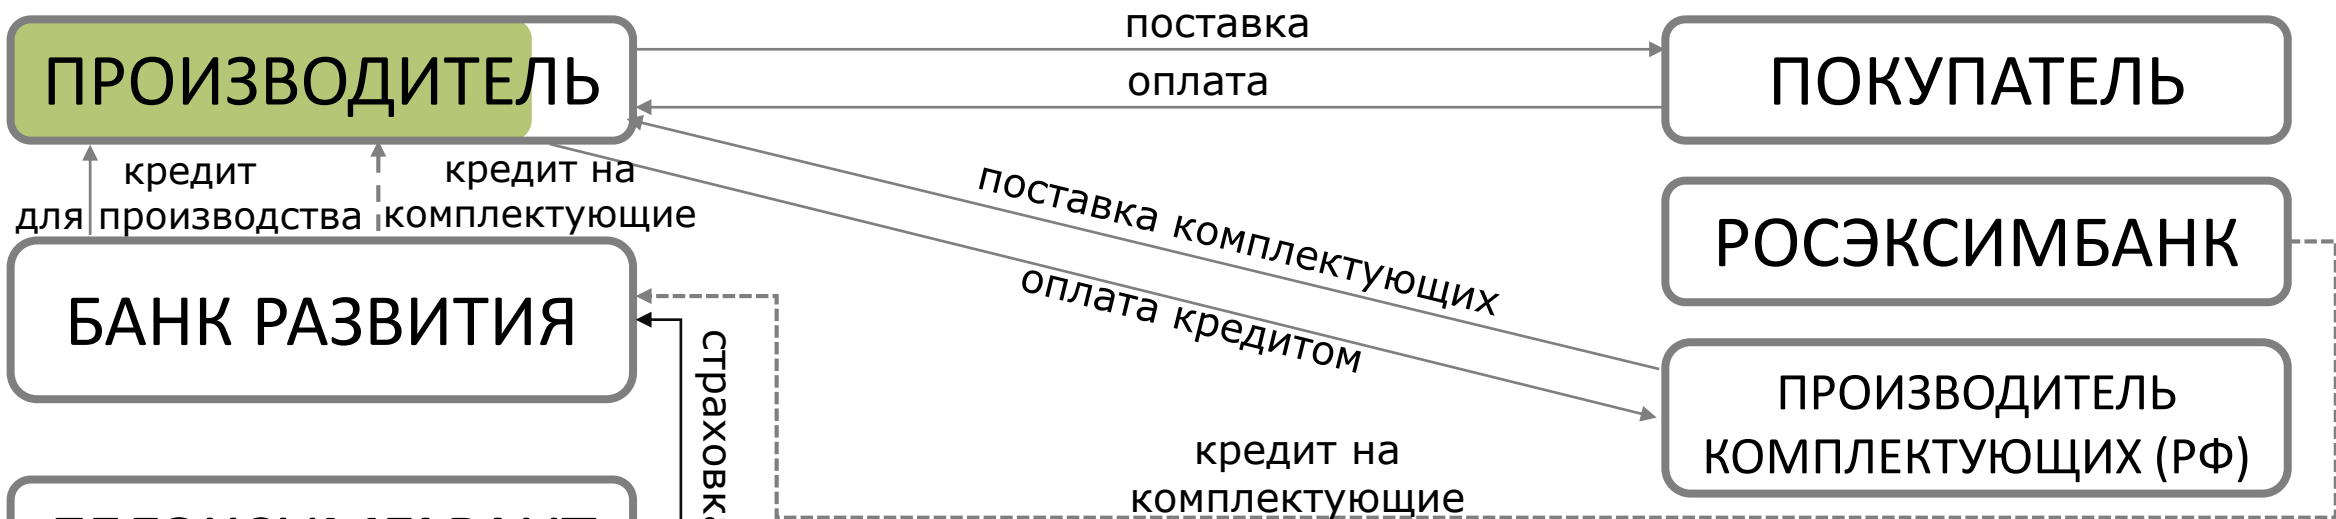 поставка
ПРОИЗВОДИТЕЛЬ
ПОКУПАТЕЛЬ
оплата
кредит
для производства
кредит на
комплектующие
поставка комплектующих
РОСЭКСИМБАНК
оплата кредитом
БАНК РАЗВИТИЯ
ПРОИЗВОДИТЕЛЬ
КОМПЛЕКТУЮЩИХ (РФ)
страховка
кредит на
комплектующие